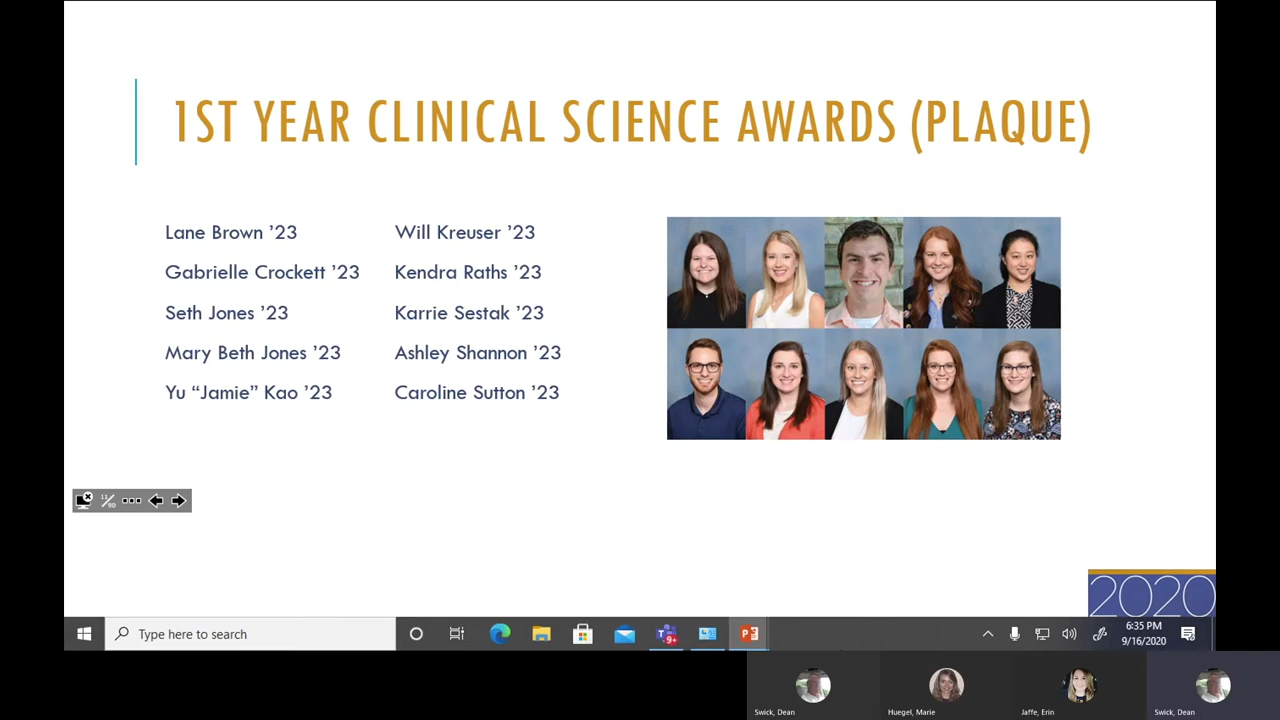 1ST YEAR CLINICAL SCIENCE AWARDS (PLAQUE)
Lane Brown ’23
Gabrielle Crockett ’23
Seth Jones ’23
Mary Beth Jones ’23
Yu “Jamie” Kao ’23
Will Kreuser ’23
Kendra Raths ’23
Karrie Sestak ’23
Ashley Shannon ’23
Caroline Sutton ’23
11/90
2020
Type here to search
9+
6:35 PM
9/16/2020
Swick, Dean
Huegel, Marie
Jaffe, Erin
Swick, Dean